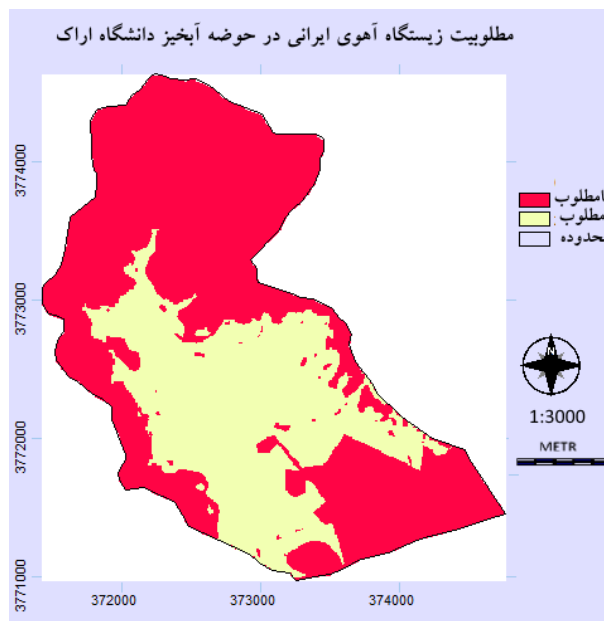 مطلوبیت زیستگاه آهوی ایرانی در حوضه آبخیز دانشگاه اراک
3774000
3773000
3772000
3771000
372000
373000
374000
نامطلوب
مطلوب
محدوده
1:3000
METR